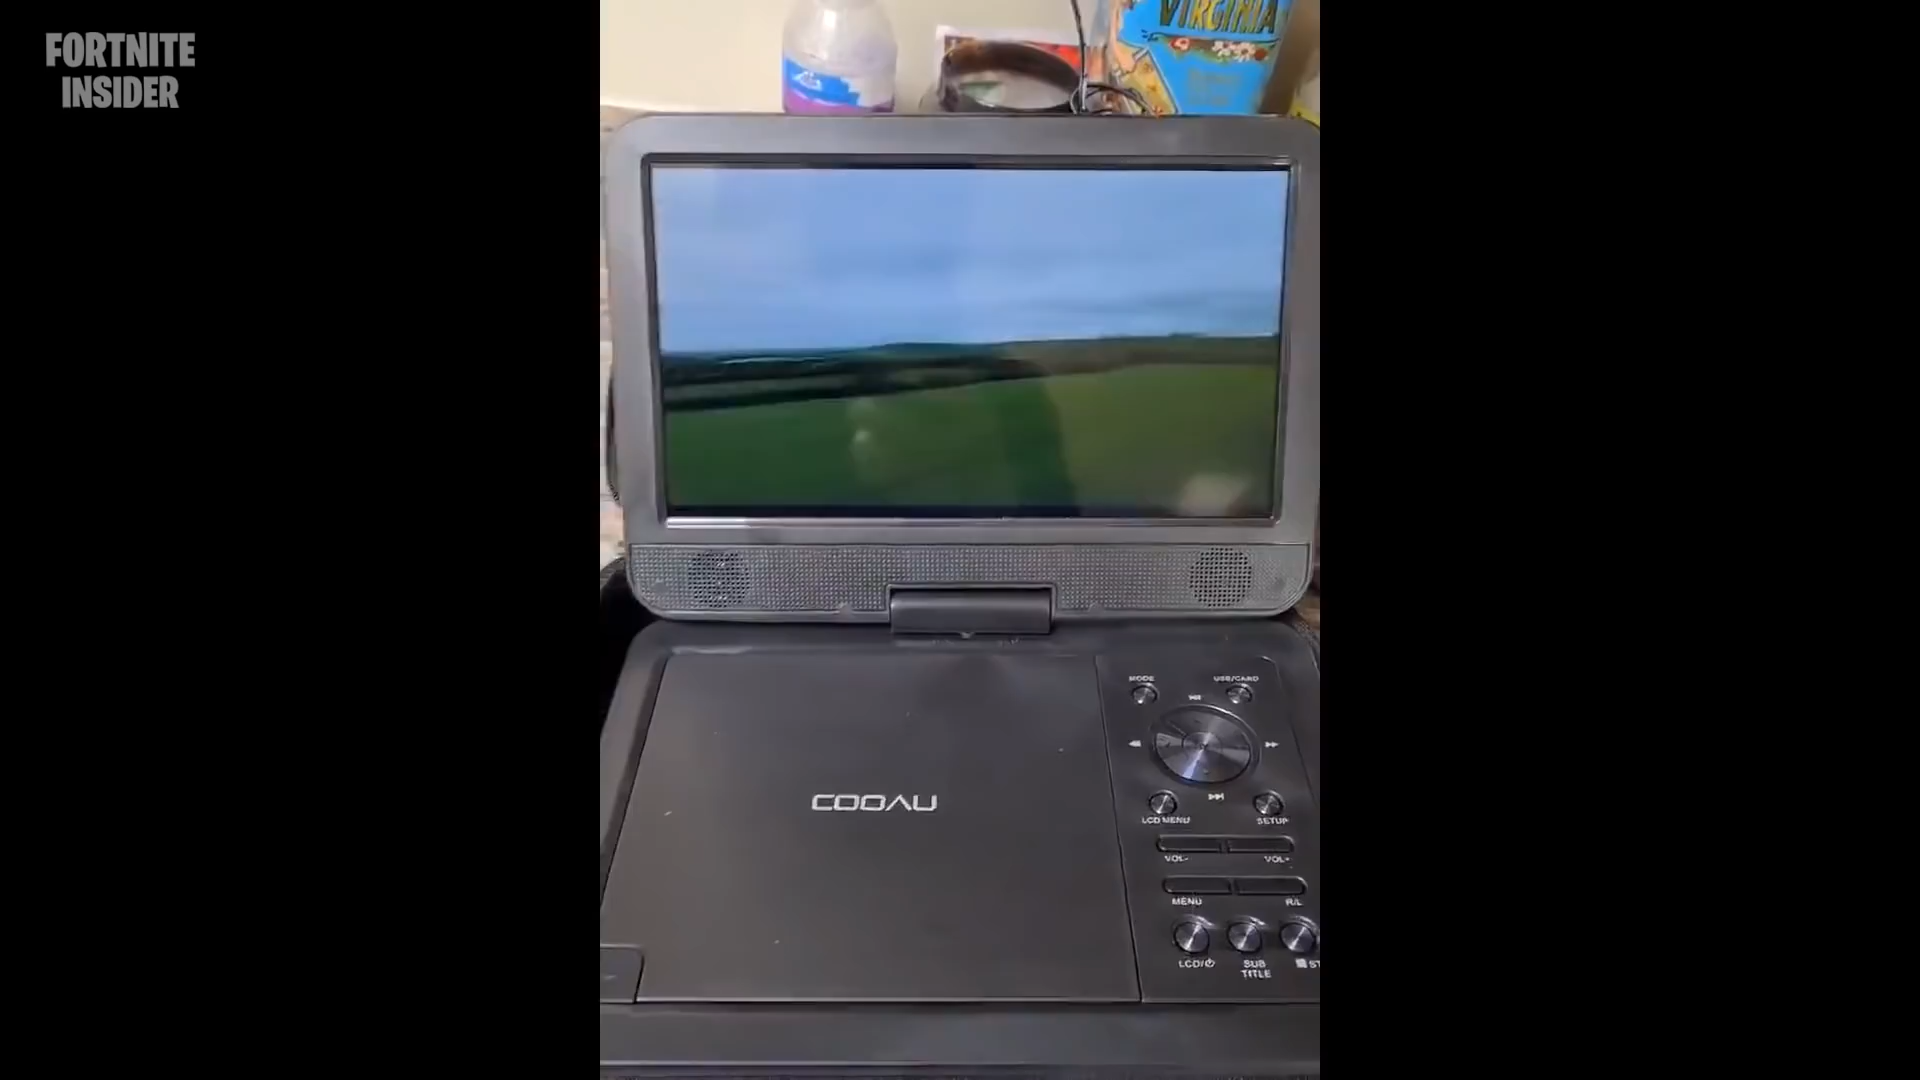 FORTNITE
INSIDER
VIRGINIA
MODE
USB/CARD
COOAU
LCD MENU
SETUP
VOL-
VOL+
MENU
R/L
LCD/⏻
SUB
TITLE